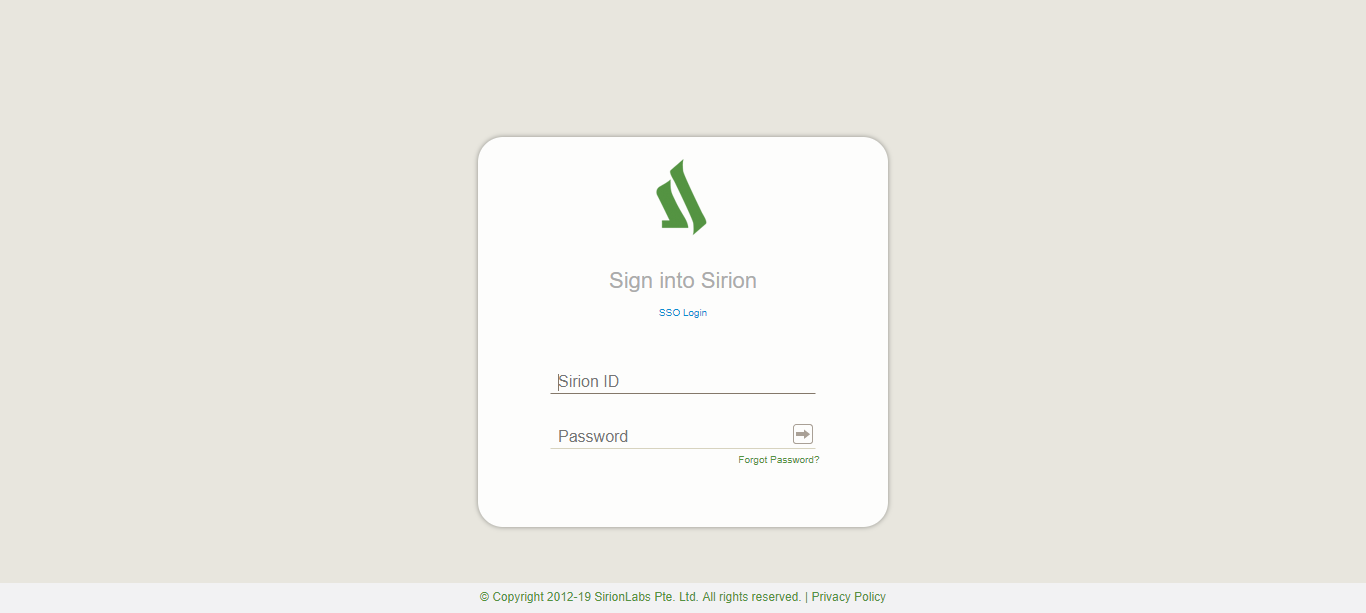 Sign into Sirion
SSO Login
Sirion ID
Password
Forgot Password?
© Copyright 2012-19 SirionLabs Pte. Ltd. All rights reserved. | Privacy Policy